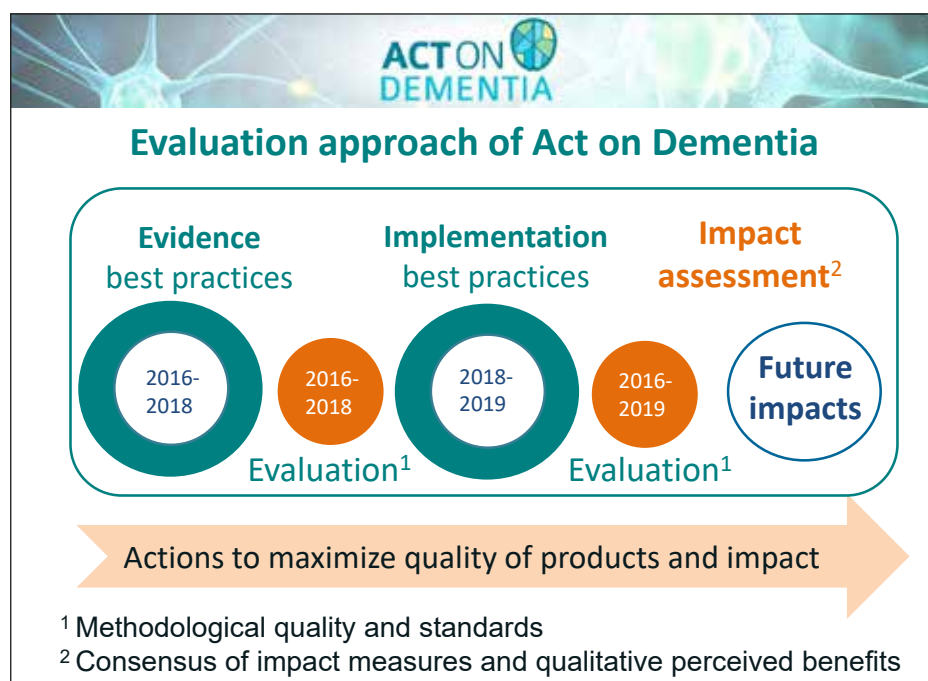 ACT ON
DEMENTIA
Evaluation approach of Act on Dementia
Evidence
best practices
Implementation
best practices
Impact
assessment²
2016-
2018
2016-
2018
2018-
2019
2016-
2019
Future
impacts
Evaluation¹
Evaluation¹
Actions to maximize quality of products and impact
¹ Methodological quality and standards
² Consensus of impact measures and qualitative perceived benefits